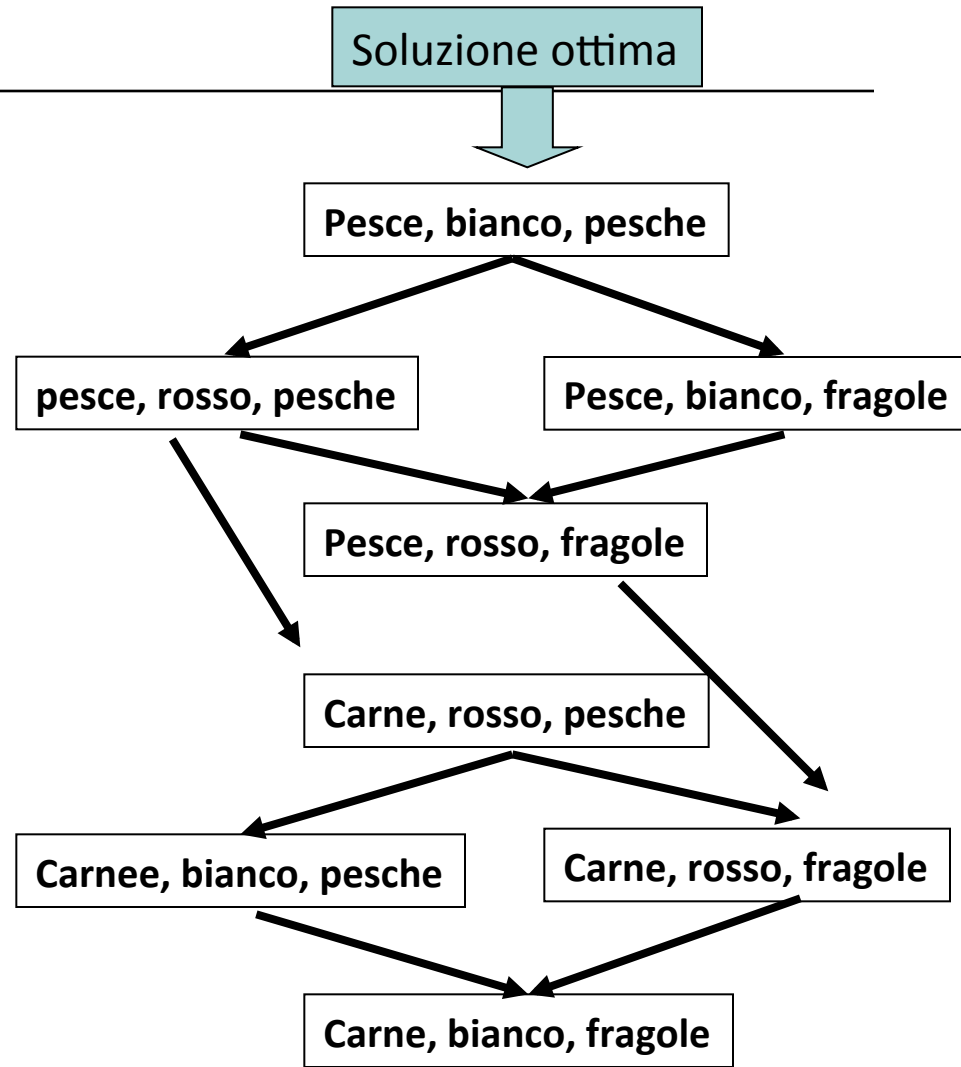 Soluzione ottima
Pesce, bianco, pesche
pesce, rosso, pesche
Pesce, bianco, fragole
Pesce, rosso, fragole
Carne, rosso, pesche
Carnee, bianco, pesche
Carne, rosso, fragole
Carne, bianco, fragole